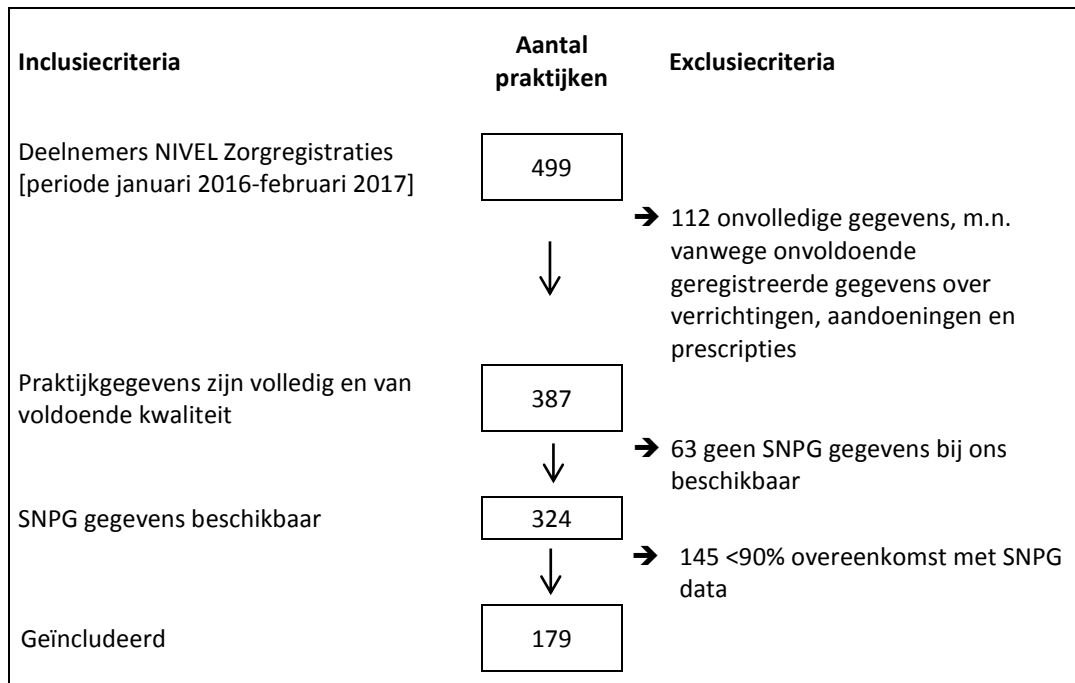 Inclusiecriteria
Aantal
praktijken
Exclusiecriteria
Deelnemers NIVEL Zorgregistraties
[periode januari 2016-februari 2017]
499
➔ 112 onvolledige gegevens, m.n.
vanwege onvoldoende
geregistreerde gegevens over
verrichtingen, aandoeningen en
prescripties
Praktijkgegevens zijn volledig en van
voldoende kwaliteit
387
➔ 63 geen SNPG gegevens bij ons
beschikbaar
SNPG gegevens beschikbaar
324
➔ 145 <90% overeenkomst met SNPG
data
Geïncludeerd
179